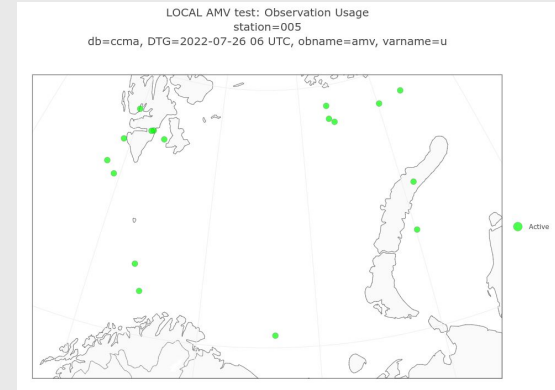 LOCAL AMV test: Observation Usage
station=005
db=ccma, DTG=2022-07-26 06 UTC, obname=amv, varname=u
Active